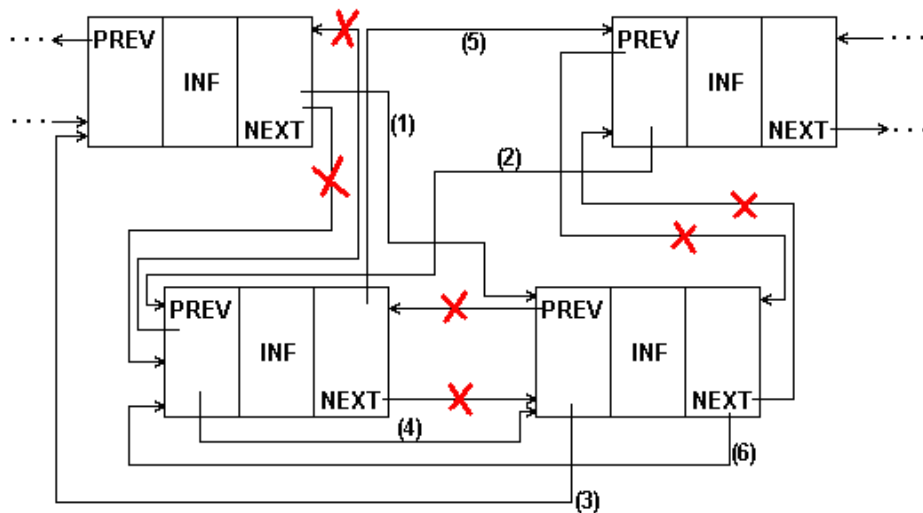 PREV INF NEXT
PREV INF NEXT
(5)
(1)
(2)
PREV INF NEXT
PREV INF NEXT
(4)
(6)
(3)